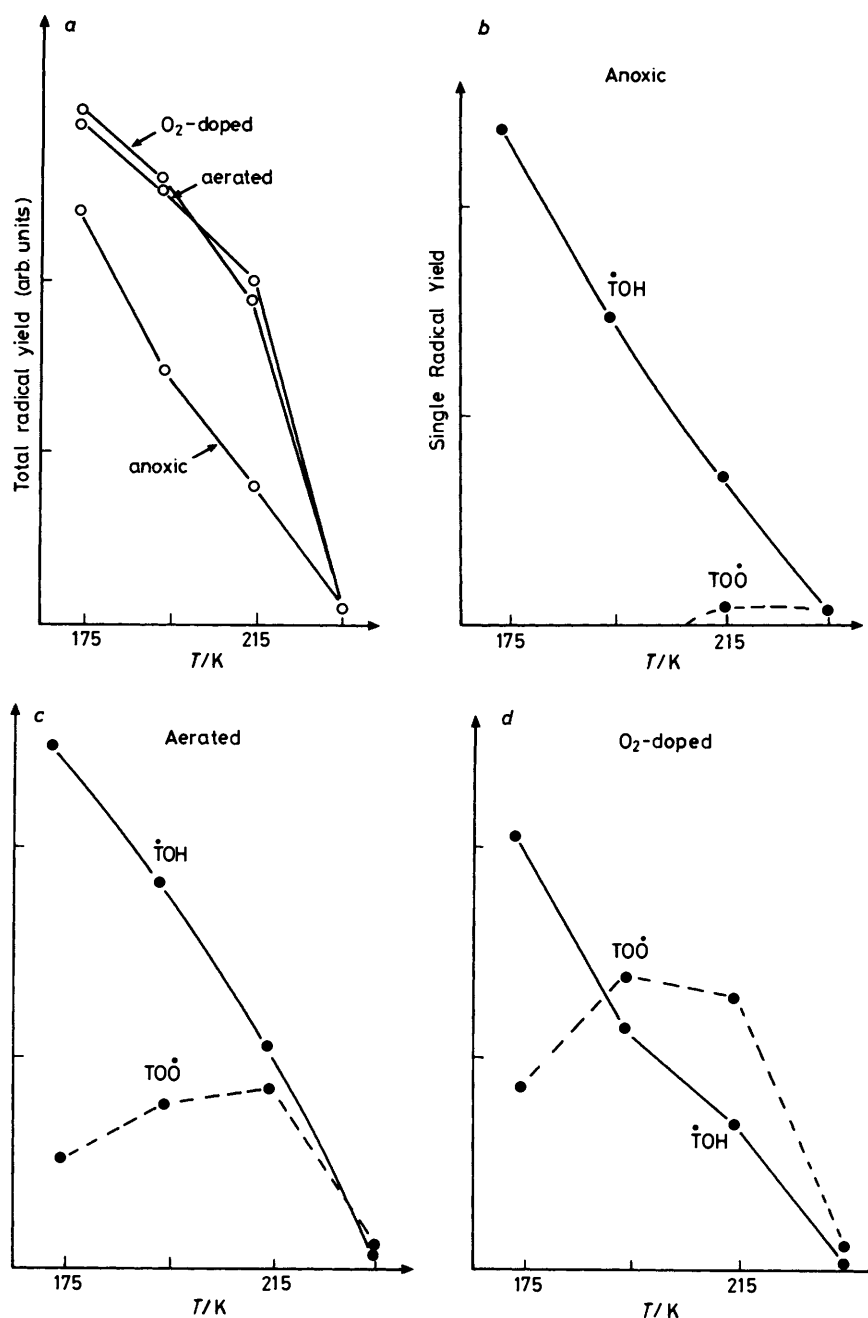 a
Total radical yield (arb. units)
O₂-doped
aerated
anoxic
175
215
T/K
b
Anoxic
Single Radical Yield
ṪOH
TOȮ
175
215
T/K
c
Aerated
ṪOH
TOȮ
175
215
T/K
d
O₂-doped
TOȮ
ṪOH
175
215
T/K